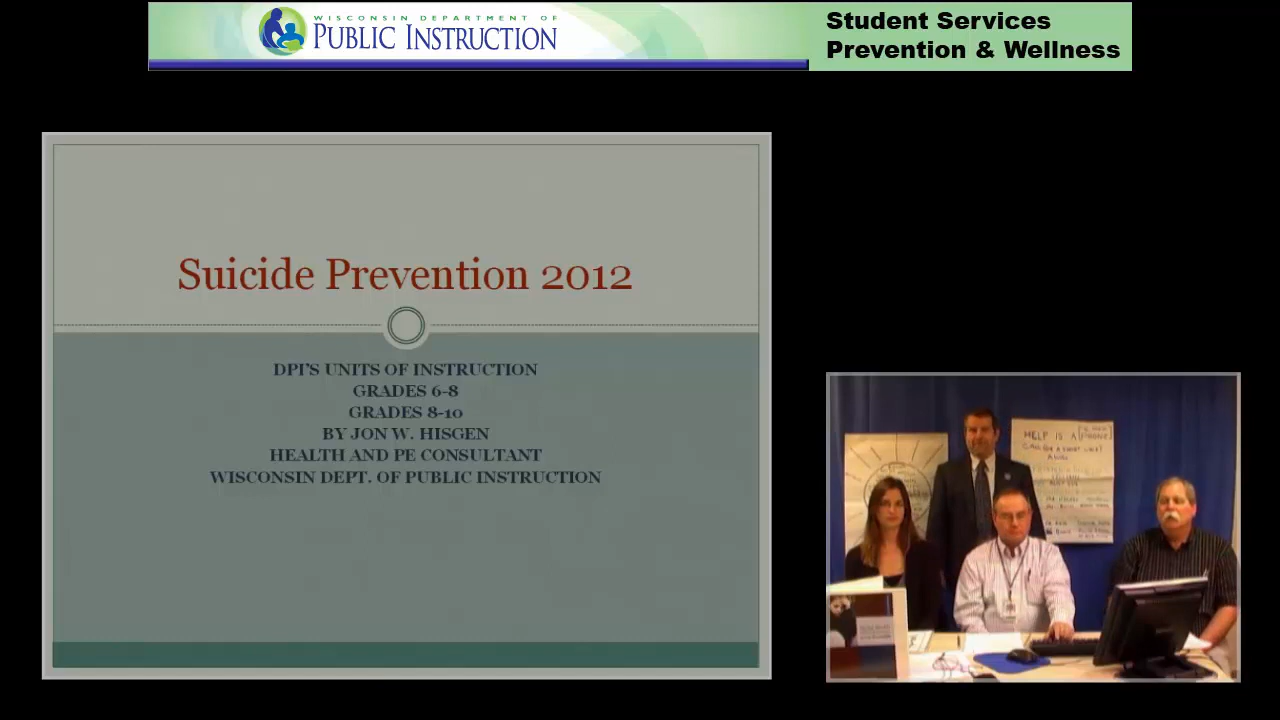 WISCONSIN DEPARTMENT OF
PUBLIC INSTRUCTION
Student Services
Prevention & Wellness
Suicide Prevention 2012
DPI'S UNITS OF INSTRUCTION
GRADES 6-8
GRADES 8-10
BY JON W. HISGEN
HEALTH AND PE CONSULTANT
WISCONSIN DEPT. OF PUBLIC INSTRUCTION
HELP IS A